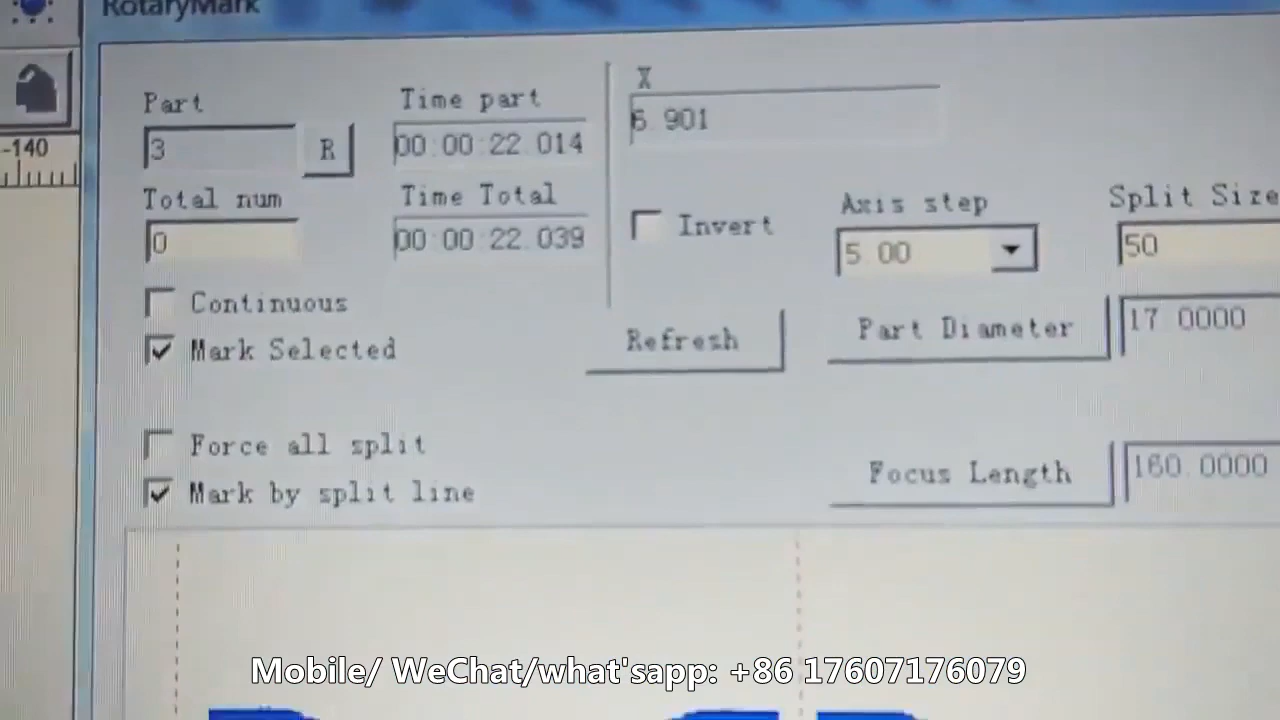 RotaryMark
-140
Part
3
R
Total num
0
Time part
00:00:22.014
Time Total
00:00:22.039
Continuous
Mark Selected
Force all split
Mark by split line
X
6.901
Invert
Refresh
Axis step
5.00
Split Size
50
Part Diameter
17.0000
Focus Length
160.0000
Mobile/ WeChat/what'sapp: +86 17607176079